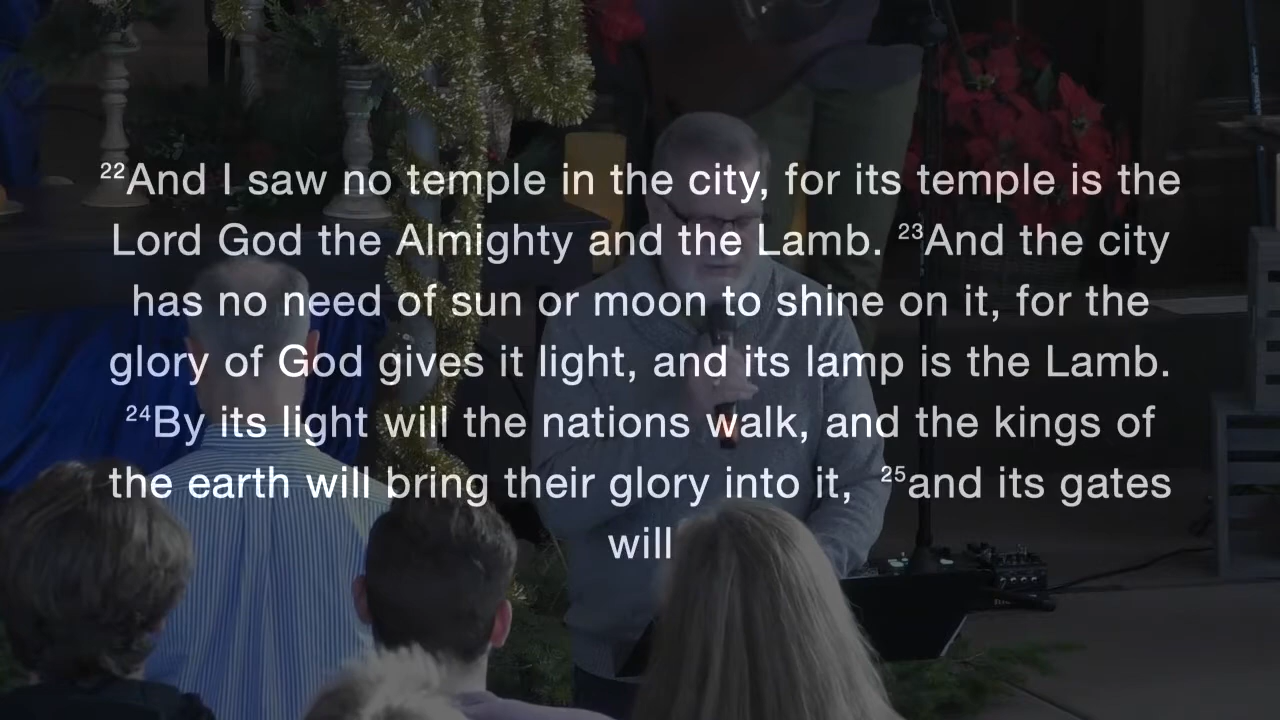 ²²And I saw no temple in the city, for its temple is the
Lord God the Almighty and the Lamb. ²³And the city
has no need of sun or moon to shine on it, for the
glory of God gives it light, and its lamp is the Lamb.
²⁴By its light will the nations walk, and the kings of
the earth will bring their glory into it,  ²⁵and its gates
will